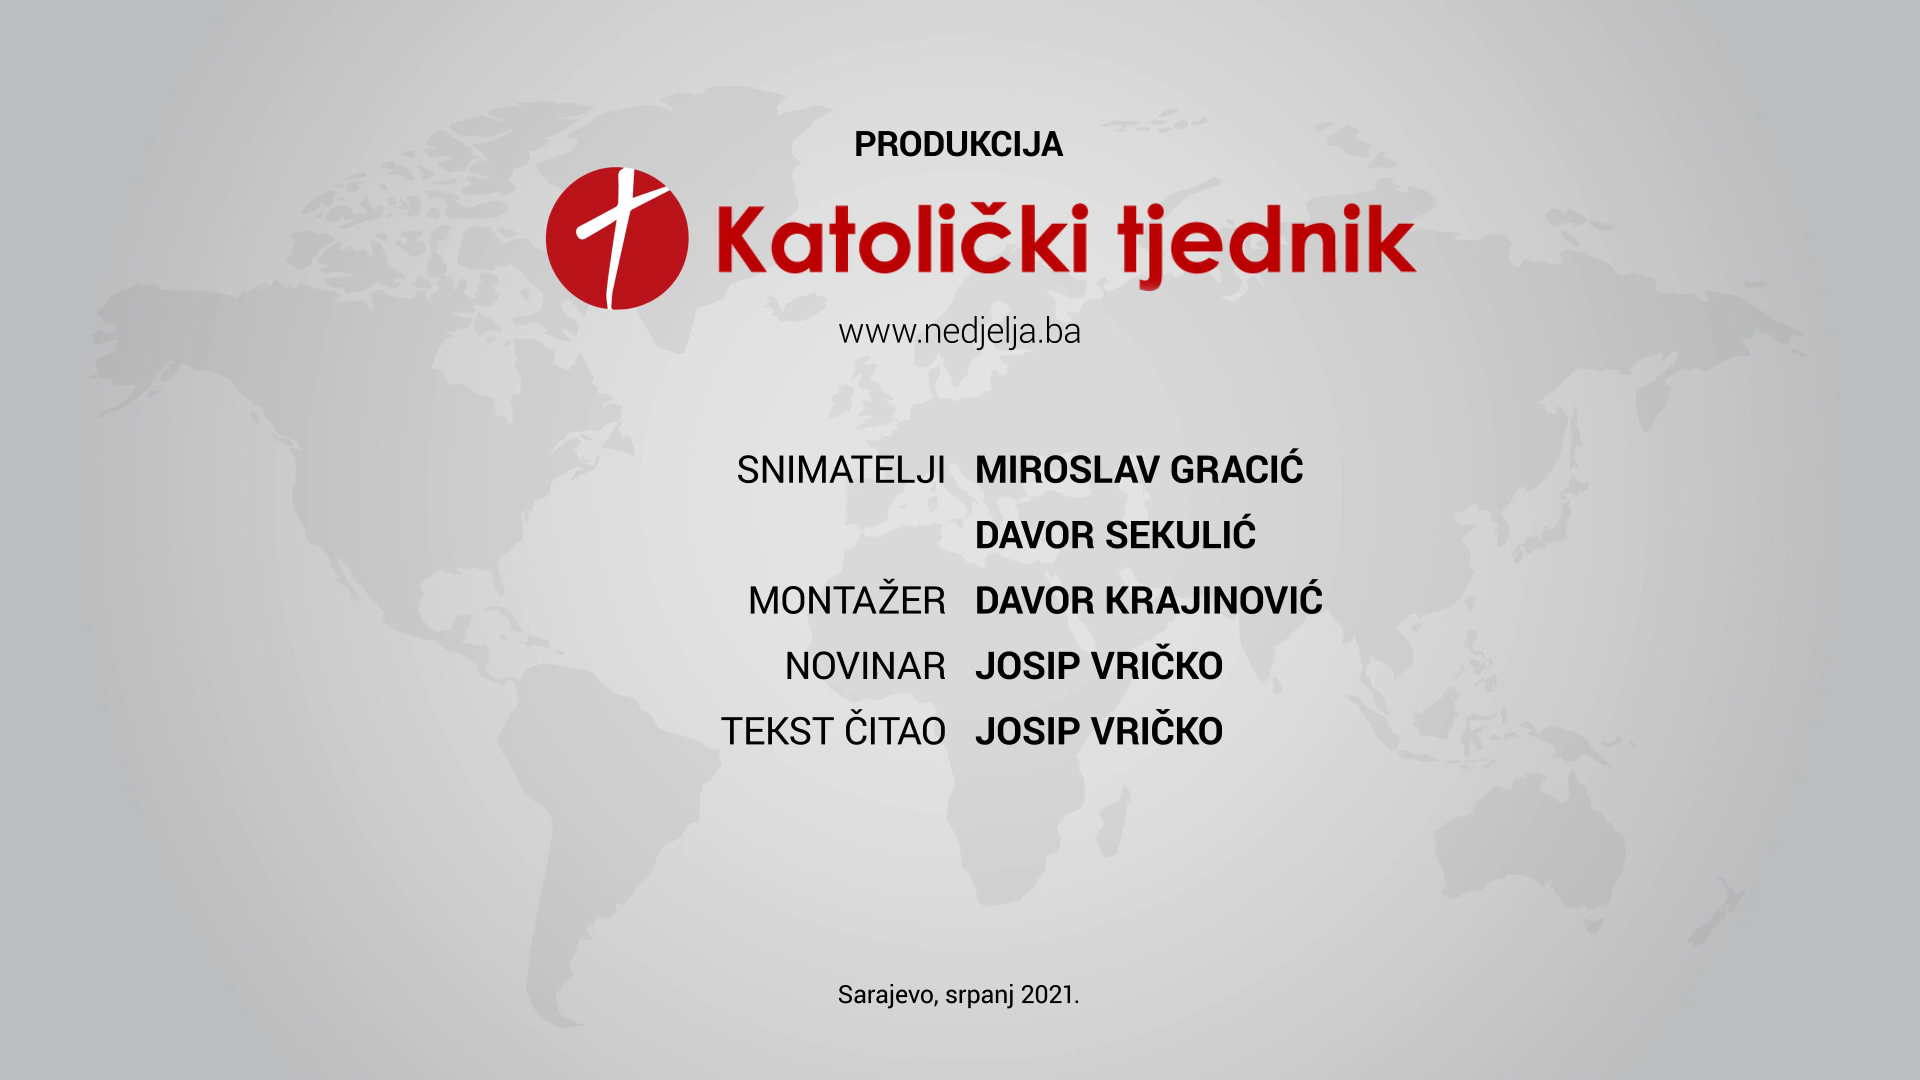 PRODUKCIJA
Katolički tjednik
www.nedjelja.ba
SNIMATELJI MIROSLAV GRACIĆ
DAVOR SEKULIĆ
MONTAŽER DAVOR KRAJINOVIĆ
NOVINAR JOSIP VRIČKO
TEKST ČITAO JOSIP VRIČKO
Sarajevo, srpanj 2021.